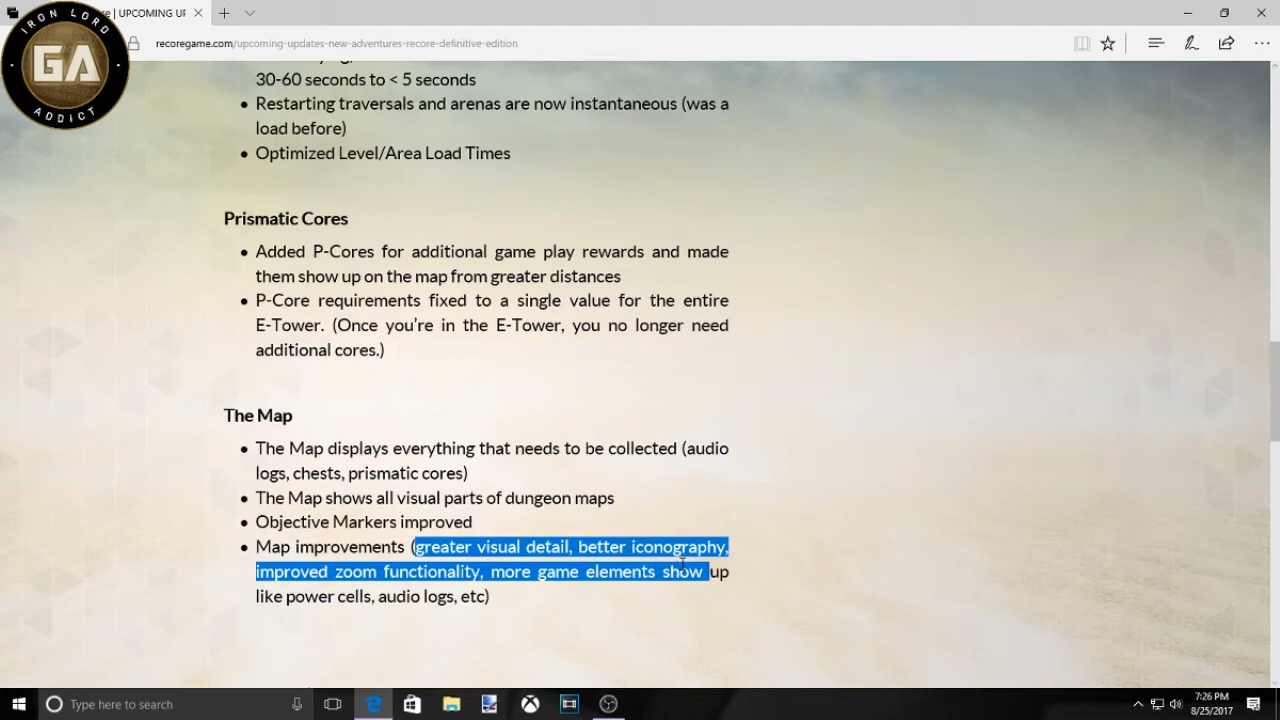 IRON LORD
GA
ADDICT
| UPCOMING UP
recoregame.com/upcoming-updates-new-adventures-recore-definitive-edition
30-60 seconds to < 5 seconds
• Restarting traversals and arenas are now instantaneous (was a
load before)
• Optimized Level/Area Load Times
Prismatic Cores
• Added P-Cores for additional game play rewards and made
them show up on the map from greater distances
• P-Core requirements fixed to a single value for the entire
E-Tower. (Once you’re in the E-Tower, you no longer need
additional cores.)
The Map
• The Map displays everything that needs to be collected (audio
logs, chests, prismatic cores)
• The Map shows all visual parts of dungeon maps
• Objective Markers improved
• Map improvements (greater visual detail, better iconography,
improved zoom functionality, more game elements show up
like power cells, audio logs, etc)
Type here to search
7:26 PM
8/25/2017